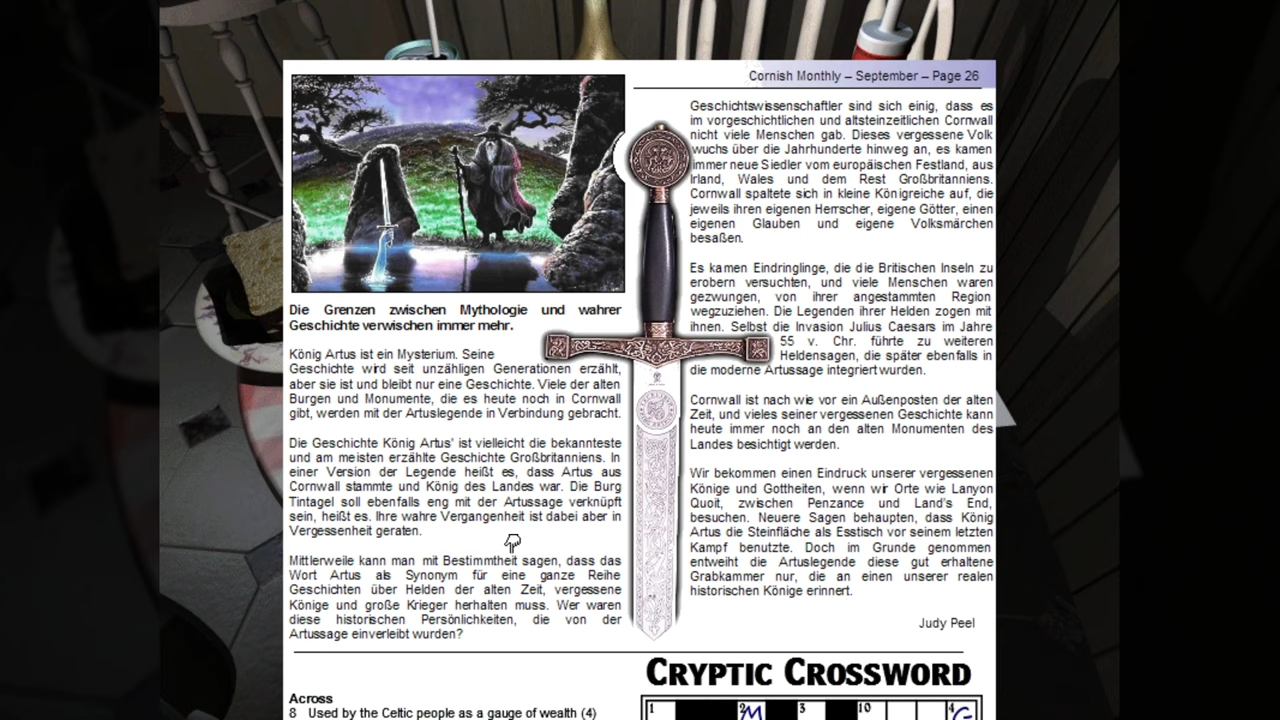 Cornish Monthly – September – Page 26
Die Grenzen zwischen Mythologie und wahrer
Geschichte verwischen immer mehr.
König Artus ist ein Mysterium. Seine
Geschichte wird seit unzähligen Generationen erzählt,
aber sie ist und bleibt nur eine Geschichte. Viele der alten
Burgen und Monumente, die es heute noch in Cornwall
gibt, werden mit der Artuslegende in Verbindung gebracht.
Die Geschichte König Artus' ist vielleicht die bekannteste
und am meisten erzählte Geschichte Großbritanniens. In
einer Version der Legende heißt es, dass Artus aus
Cornwall stammte und König des Landes war. Die Burg
Tintagel soll ebenfalls eng mit der Artussage verknüpft
sein, heißt es. Ihre wahre Vergangenheit ist dabei aber in
Vergessenheit geraten.
Mittlerweile kann man mit Bestimmtheit sagen, dass das
Wort Artus als Synonym für eine ganze Reihe
Geschichten über Helden der alten Zeit, vergessene
Könige und große Krieger herhalten muss. Wer waren
diese historischen Persönlichkeiten, die von der
Artussage einverleibt wurden?
Geschichtswissenschaftler sind sich einig, dass es
im vorgeschichtlichen und altsteinzeitlichen Cornwall
nicht viele Menschen gab. Dieses vergessene Volk
wuchs über die Jahrhunderte hinweg an, es kamen
immer neue Siedler vom europäischen Festland, aus
Irland, Wales und dem Rest Großbritanniens.
Cornwall spaltete sich in kleine Königreiche auf, die
jeweils ihren eigenen Herrscher, eigene Götter, einen
eigenen Glauben und eigene Volksmärchen
besaßen.
Es kamen Eindringlinge, die die Britischen Inseln zu
erobern versuchten, und viele Menschen waren
gezwungen, von ihrer angestammten Region
wegzuziehen. Die Legenden ihrer Helden zogen mit
ihnen. Selbst die Invasion Julius Caesars im Jahre
55 v. Chr. führte zu weiteren
Heldensagen, die später ebenfalls in
die moderne Artussage integriert wurden.
Cornwall ist nach wie vor ein Außenposten der alten
Zeit, und vieles seiner vergessenen Geschichte kann
heute immer noch an den alten Monumenten des
Landes besichtigt werden.
Wir bekommen einen Eindruck unserer vergessenen
Könige und Gottheiten, wenn wir Orte wie Lanyon
Quoit, zwischen Penzance und Land's End,
besuchen. Neuere Sagen behaupten, dass König
Artus die Steinfläche als Esstisch vor seinem letzten
Kampf benutzte. Doch im Grunde genommen
entweiht die Artuslegende diese gut erhaltene
Grabkammer nur, die an einen unserer realen
historischen Könige erinnert.
Judy Peel
CRYPTIC CROSSWORD
Across
8 Used by the Celtic people as a gauge of wealth (4)
1 2 M 3 10 4 G